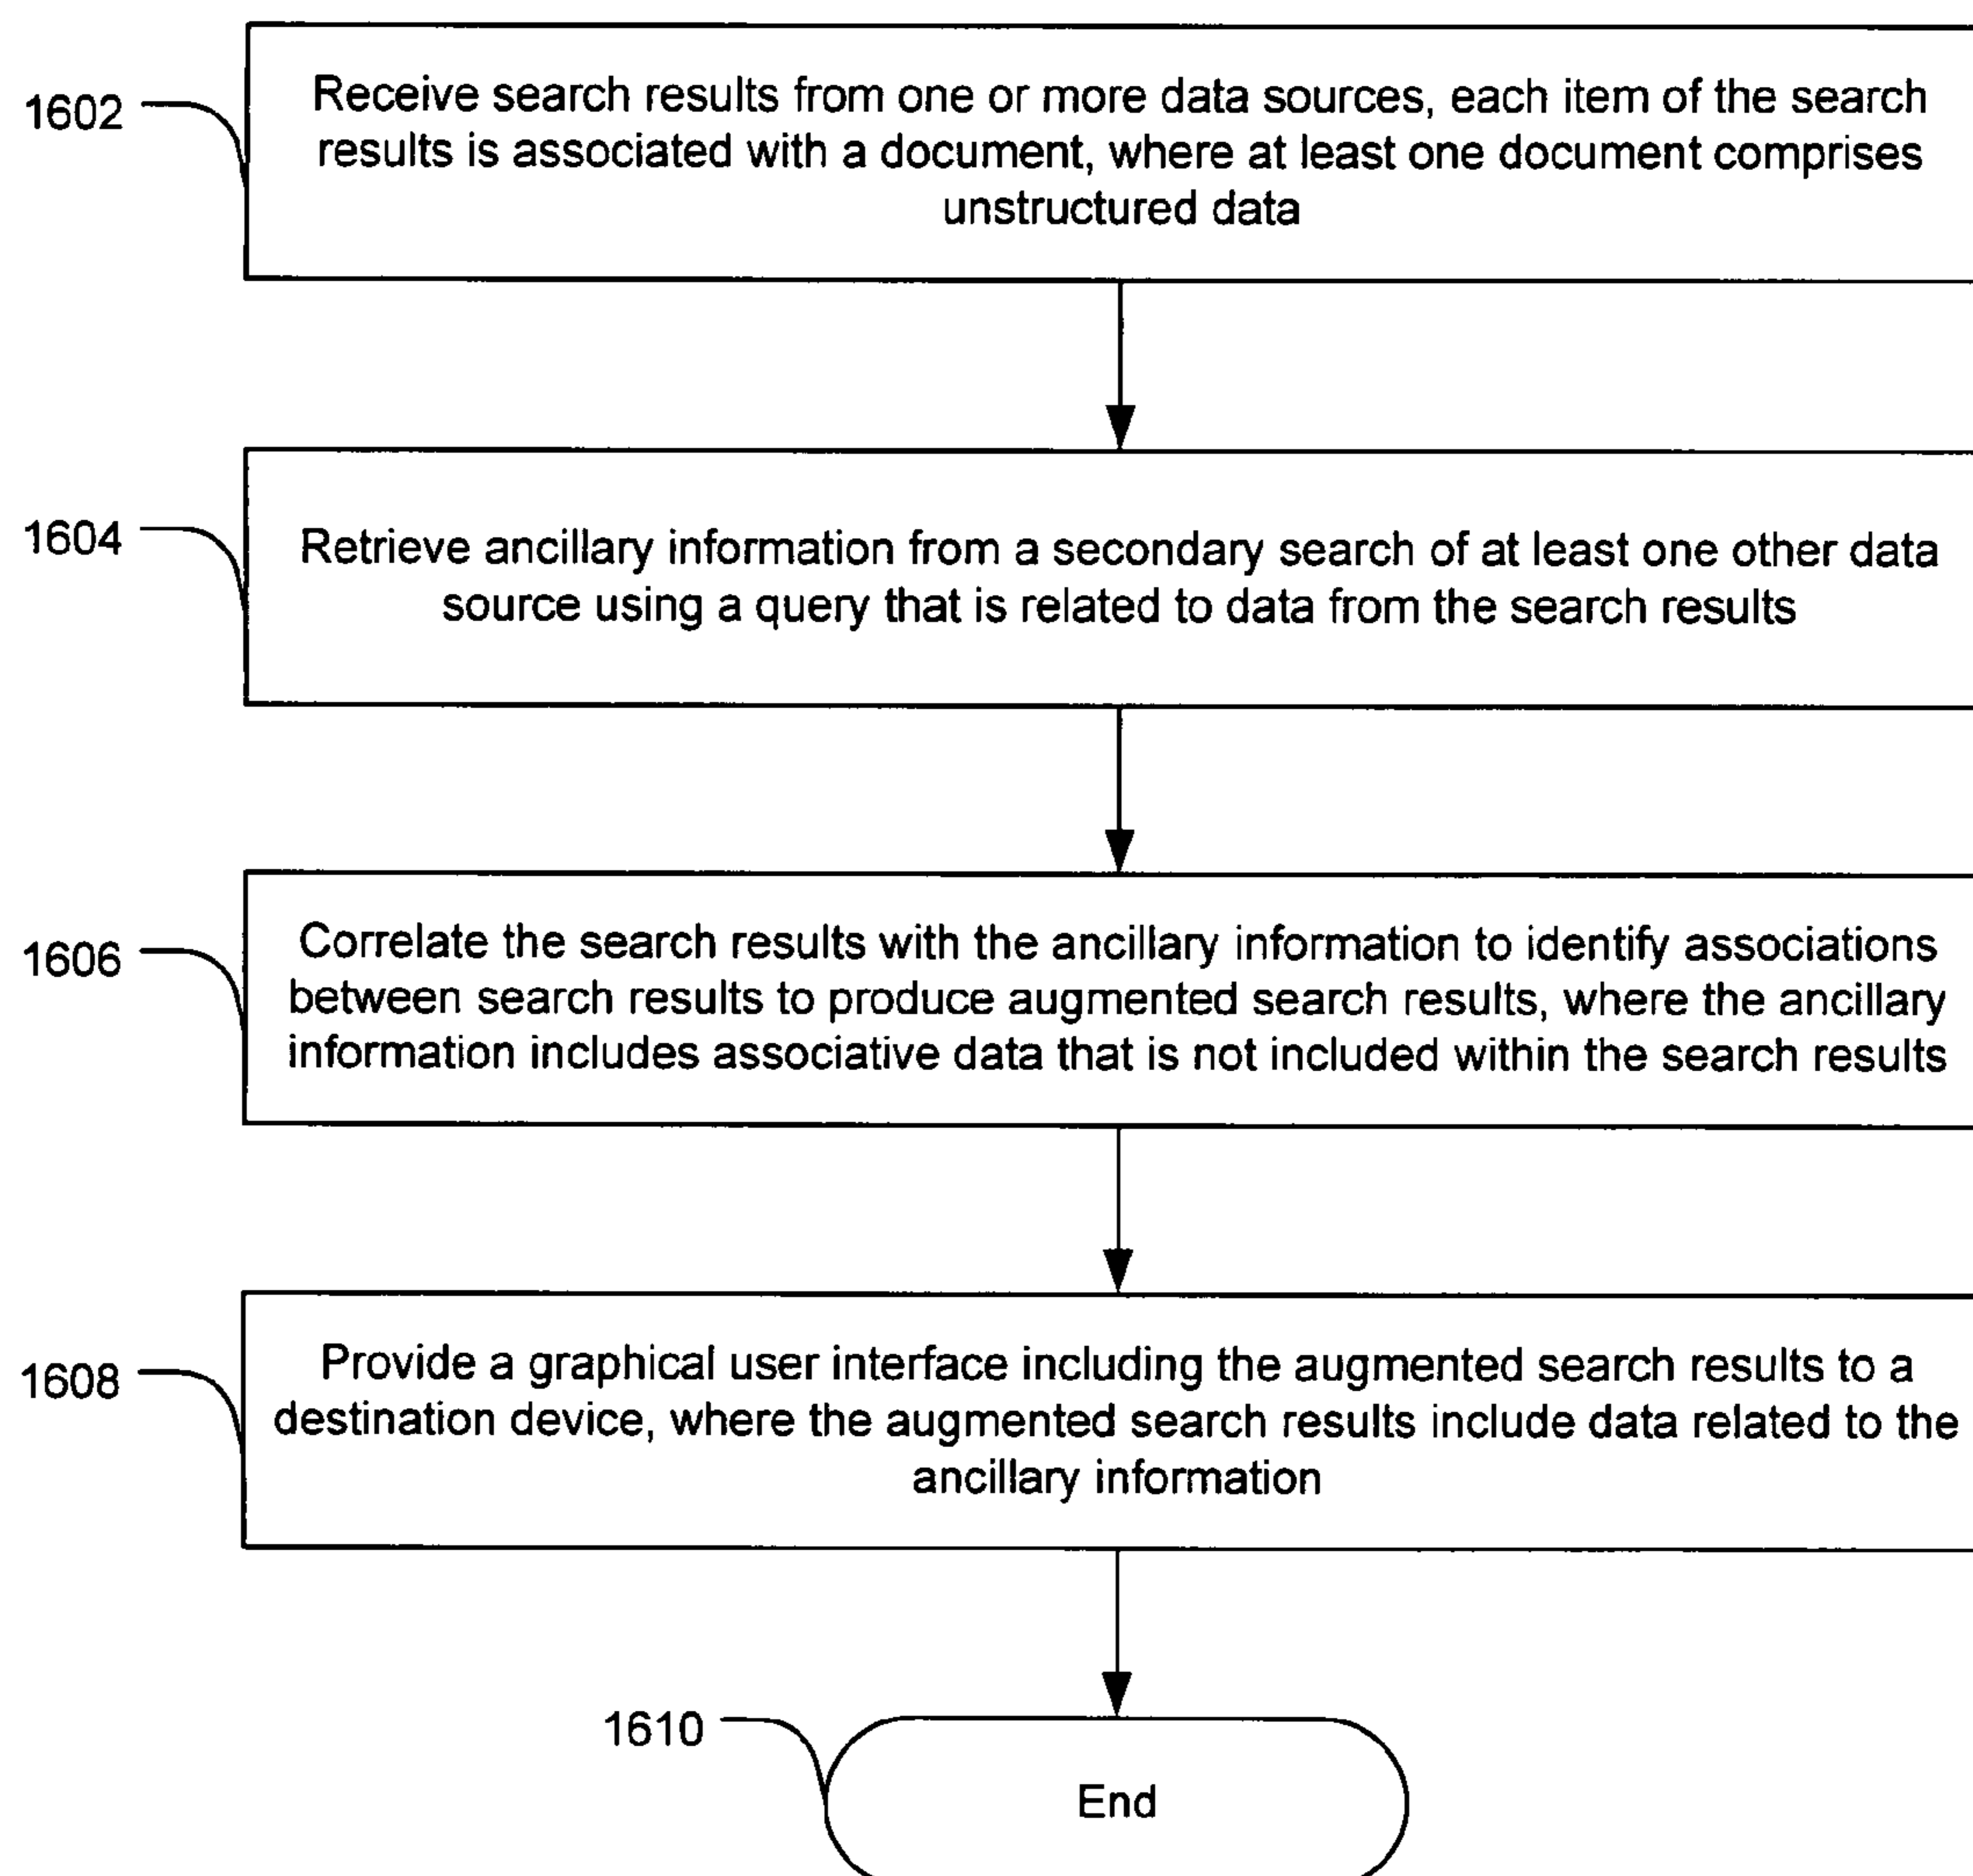 1602
Receive search results from one or more data sources, each item of the search
results is associated with a document, where at least one document comprises
unstructured data
1604
Retrieve ancillary information from a secondary search of at least one other data
source using a query that is related to data from the search results
1606
Correlate the search results with the ancillary information to identify associations
between search results to produce augmented search results, where the ancillary
information includes associative data that is not included within the search results
1608
Provide a graphical user interface including the augmented search results to a
destination device, where the augmented search results include data related to the
ancillary information
1610
End